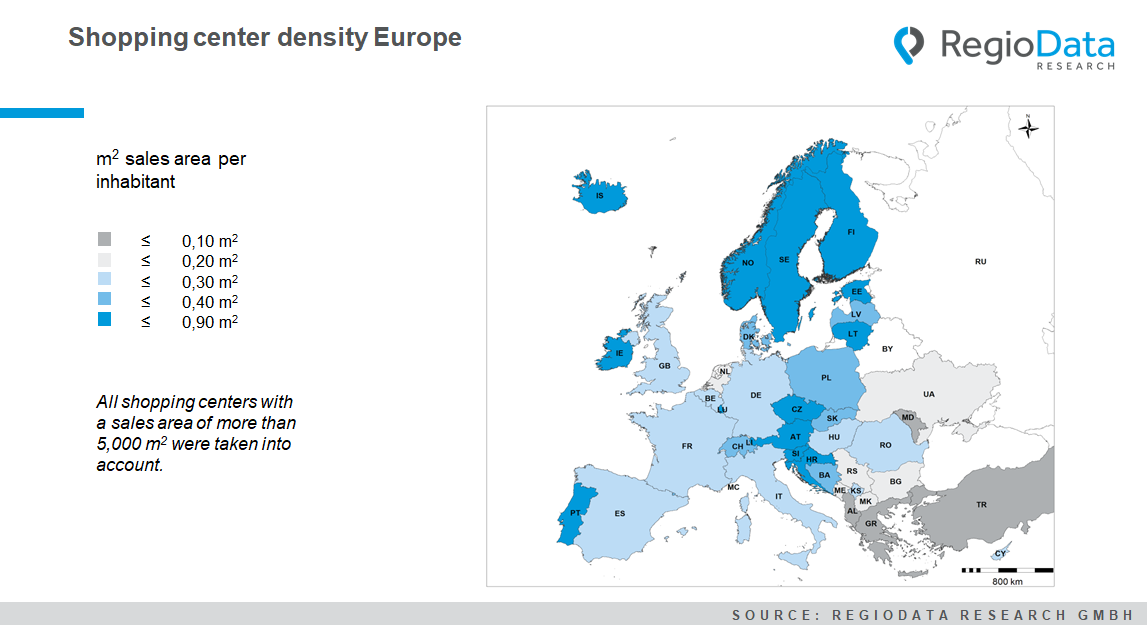 Shopping center density Europe
RegioData
RESEARCH
m² sales area per
inhabitant
≤ 0,10 m²
≤ 0,20 m²
≤ 0,30 m²
≤ 0,40 m²
≤ 0,90 m²
All shopping centers with
a sales area of more than
5,000 m² were taken into
account.
N
IS
FI
NO
SE
RU
EE
LV
LT
DK
BY
IE
GB
NL
PL
BE
DE
UA
LU
CZ
SK
MD
FR
CH
LI
AT
HU
RO
SI
HR
BA
RS
BG
MC
IT
ME
KS
MK
PT
ES
AL
GR
TR
CY
800 km
SOURCE: REGIODATA RESEARCH GMBH